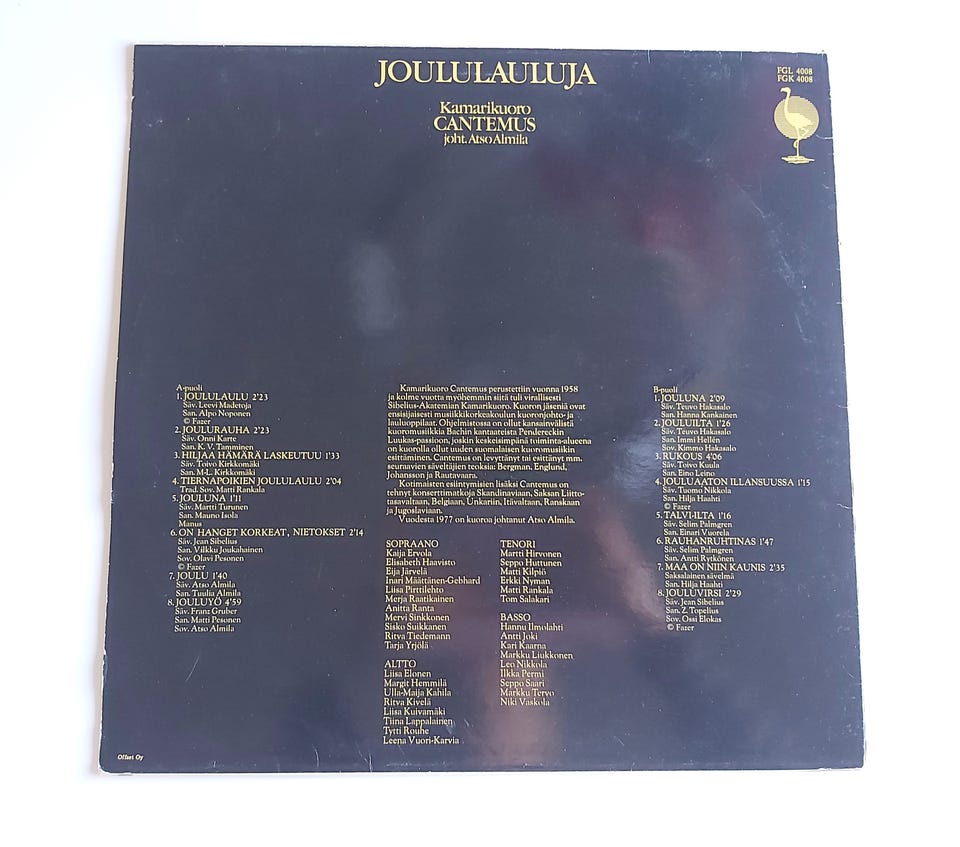 JOULULAULUJA
Kamarikuoro
CANTEMUS
joht. Atso Almila
FGL 4008
FGK 4008
A-puoli
1. JOULULAULU 2'23
Säv. Leevi Madetoja
San. Alpo Noponen
© Fazer
2. JOULURAUHA 2'23
Säv. Onni Karte
San. K. V. Tamminen
3. HILJAA HÄMÄRÄ LASKEUTUU 1'33
Säv. Toivo Kirkkomäki
San. M-L. Kirkkomäki
4. TIERNAPOIKIEN JOULULAULU 2'04
Trad. Sov. Matti Rankala
5. JOULUNA 1'11
Säv. Martti Turunen
San. Mauno Isola
Manus
6. ON HANGET KORKEAT, NIETOKSET 2'14
Säv. Jean Sibelius
San. Vilkku Joukahainen
Sov. Olavi Pesonen
© Fazer
7. JOULU 1'40
Säv. Atso Almila
San. Tuulia Almila
8. JOULUYÖ 4'59
Säv. Franz Gruber
San. Matti Pesonen
Sov. Atso Almila
Kamarikuoro Cantemus perustettiin vuonna 1958
ja kolme vuotta myöhemmin siitä tuli virallisesti
Sibelius-Akatemian Kamarikuoro. Kuoron jäseniä ovat
ensisijaisesti musiikkikorkeakoulun kuoronjohto- ja
lauluoppilaat. Ohjelmistossa on ollut kansainvälistä
kuoromusiikkia Bachin kantaateista Pendereckin
Luukas-passioon, joskin keskeisimpänä toiminta-alueena
on kuorolla ollut uuden suomalaisen kuoromusiikin
esittäminen. Cantemus on levyttänyt tai esittänyt mm.
seuraavien säveltäjien teoksia: Bergman, Englund,
Johansson ja Rautavaara.
Kotimaisten esiintymisien lisäksi Cantemus on
tehnyt konserttimatkoja Skandinaviaan, Saksan Liitto-
tasavaltaan, Belgiaan, Unkariin, Itävaltaan, Ranskaan
ja Jugoslaviaan.
Vuodesta 1977 on kuoroa johtanut Atso Almila.
SOPRAANO
Kaija Ervola
Elisabeth Haavisto
Eija Järvelä
Inari Määttänen-Gebhard
Liisa Pirttilehto
Merja Raatikainen
Anitta Ranta
Mervi Sinkkonen
Sisko Suikkanen
Ritva Tiedemann
Tarja Yrjölä
ALTTO
Liisa Elonen
Margit Hemmilä
Ulla-Maija Kahila
Ritva Kivelä
Liisa Kuivamäki
Tiina Lappalainen
Tytti Rouhe
Leena Vuori-Karvia
TENORI
Martti Hirvonen
Seppo Huttunen
Matti Kilpiö
Erkki Nyman
Matti Rankala
Tom Salakari
BASSO
Hannu Ilmolahti
Antti Joki
Kari Kaarna
Markku Liukkonen
Leo Nikkola
Ilkka Permi
Seppo Saari
Markku Tervo
Niki Vaskola
B-puoli
1. JOULUNA 2'09
Säv. Teuvo Hakasalo
San. Hanna Kankainen
2. JOULUILTA 1'26
Säv. Teuvo Hakasalo
San. Immi Hellén
Sov. Kimmo Hakasalo
3. RUKOUS 4'06
Säv. Toivo Kuula
San. Eino Leino
4. JOULUAATON ILLANSUUSSA 1'15
Säv. Tuomo Nikkola
San. Hilja Haahti
© Fazer
5. TALVI-ILTA 1'16
Säv. Selim Palmgren
San. Einari Vuorela
6. RAUHANRUHTINAS 1'47
Säv. Selim Palmgren
San. Antti Rytkönen
7. MAA ON NIIN KAUNIS 2'35
Saksalainen sävelmä
San. Hilja Haahti
8. JOULUVIRSI 2'29
Säv. Jean Sibelius
San. Z. Topelius
Sov. Ossi Elokas
© Fazer
Offset Oy